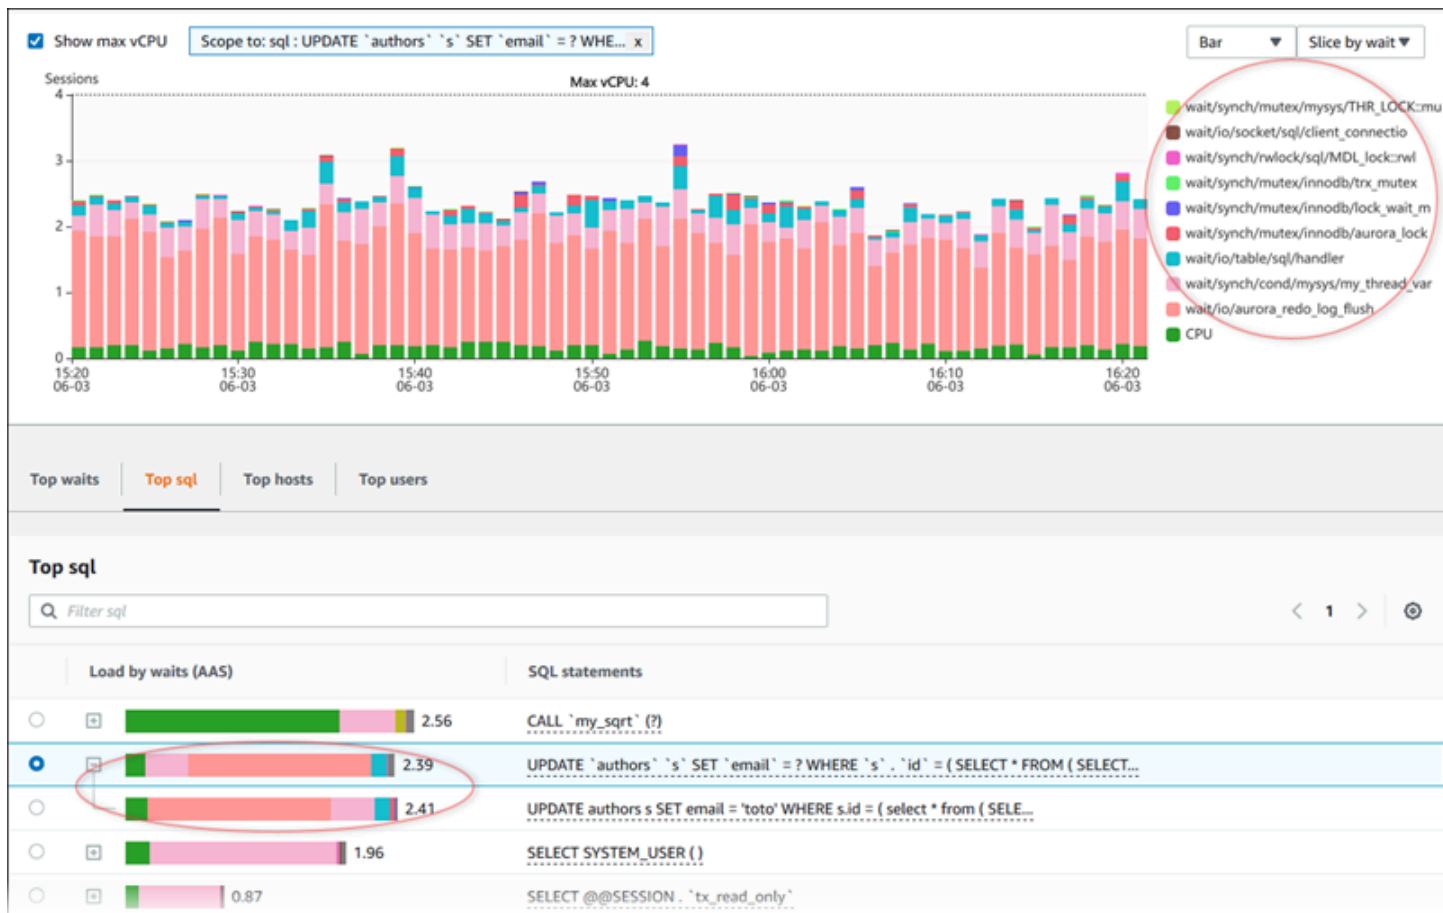 Show max vCPU
Scope to: sql : UPDATE `authors` `s` SET `email` = ? WHE... x
Bar
Slice by wait
Sessions
Max vCPU: 4
4
3
2
1
0
15:20 06-03
15:30 06-03
15:40 06-03
15:50 06-03
16:00 06-03
16:10 06-03
16:20 06-03
wait/synch/mutex/mysys/THR_LOCK::mu
wait/io/socket/sql/client_connectio
wait/synch/rwlock/sql/MDL_lock::rwl
wait/synch/mutex/innodb/trx_mutex
wait/synch/mutex/innodb/lock_wait_m
wait/synch/mutex/innodb/aurora_lock
wait/io/table/sql/handler
wait/synch/cond/mysys/my_thread_var
wait/io/aurora_redo_log_flush
CPU
Top waits
Top sql
Top hosts
Top users
Top sql
Filter sql
1
Load by waits (AAS)
SQL statements
2.56 CALL `my_sqrt` (?)
2.39 UPDATE `authors` `s` SET `email` = ? WHERE `s` . `id` = ( SELECT * FROM ( SELECT...
2.41 UPDATE authors s SET email = 'toto' WHERE s.id = ( select * from ( SELE...
1.96 SELECT SYSTEM_USER ( )
0.87 SELECT @@SESSION . `tx_read_only`